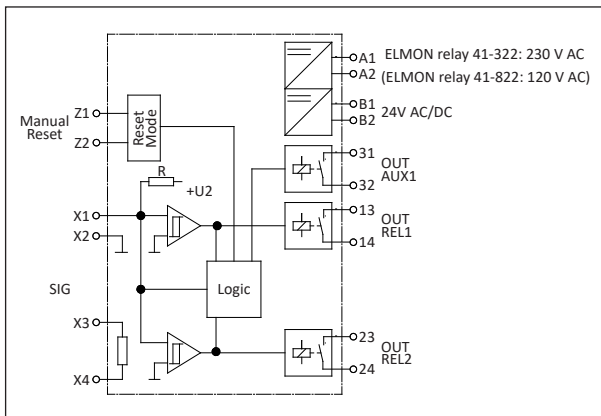 A1 ELMON relay 41-322: 230 V AC
A2 (ELMON relay 41-822: 120 V AC)
B1
B2
24V AC/DC
Manual
Reset
Z1
Z2
Reset
Mode
31
32
OUT
AUX1
R
+U2
X1
X2
13
14
OUT
REL1
SIG
Logic
X3
X4
23
24
OUT
REL2